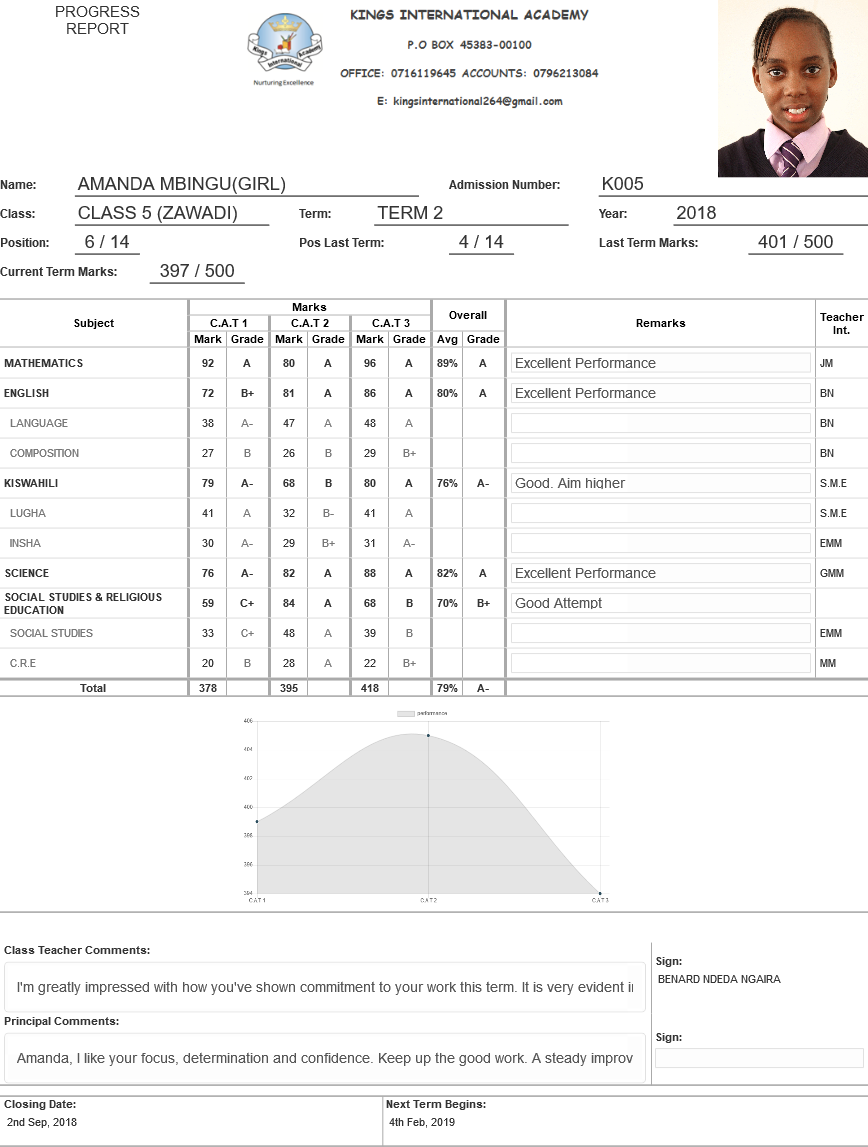 PROGRESS
REPORT
KINGS INTERNATIONAL ACADEMY
P.O BOX 45383-00100
OFFICE: 0716119645 ACCOUNTS: 0796213084
E: kingsinternational264@gmail.com
Kings International Academy
Nurturing Excellence
Name: AMANDA MBINGU(GIRL) Admission Number: K005
Class: CLASS 5 (ZAWADI) Term: TERM 2 Year: 2018
Position: 6 / 14 Pos Last Term: 4 / 14 Last Term Marks: 401 / 500
Current Term Marks: 397 / 500
Subject Marks Overall Remarks Teacher Int.
C.A.T 1 C.A.T 2 C.A.T 3
Mark Grade Mark Grade Mark Grade Avg Grade
MATHEMATICS 92 A 80 A 96 A 89% A Excellent Performance JM
ENGLISH 72 B+ 81 A 86 A 80% A Excellent Performance BN
LANGUAGE 38 A- 47 A 48 A BN
COMPOSITION 27 B 26 B 29 B+ BN
KISWAHILI 79 A- 68 B 80 A 76% A- Good. Aim higher S.M.E
LUGHA 41 A 32 B- 41 A S.M.E
INSHA 30 A- 29 B+ 31 A- EMM
SCIENCE 76 A- 82 A 88 A 82% A Excellent Performance GMM
SOCIAL STUDIES & RELIGIOUS
EDUCATION 59 C+ 84 A 68 B 70% B+ Good Attempt
SOCIAL STUDIES 33 C+ 48 A 39 B EMM
C.R.E 20 B 28 A 22 B+ MM
Total 378 395 418 79% A-
performance
406
404
402
400
398
396
394
CAT1 CAT2 CAT3
Class Teacher Comments:
I'm greatly impressed with how you've shown commitment to your work this term. It is very evident i
Sign:
BENARD NDEDA NGAIRA
Principal Comments:
Amanda, I like your focus, determination and confidence. Keep up the good work. A steady improv
Sign:
Closing Date: Next Term Begins:
2nd Sep, 2018 4th Feb, 2019